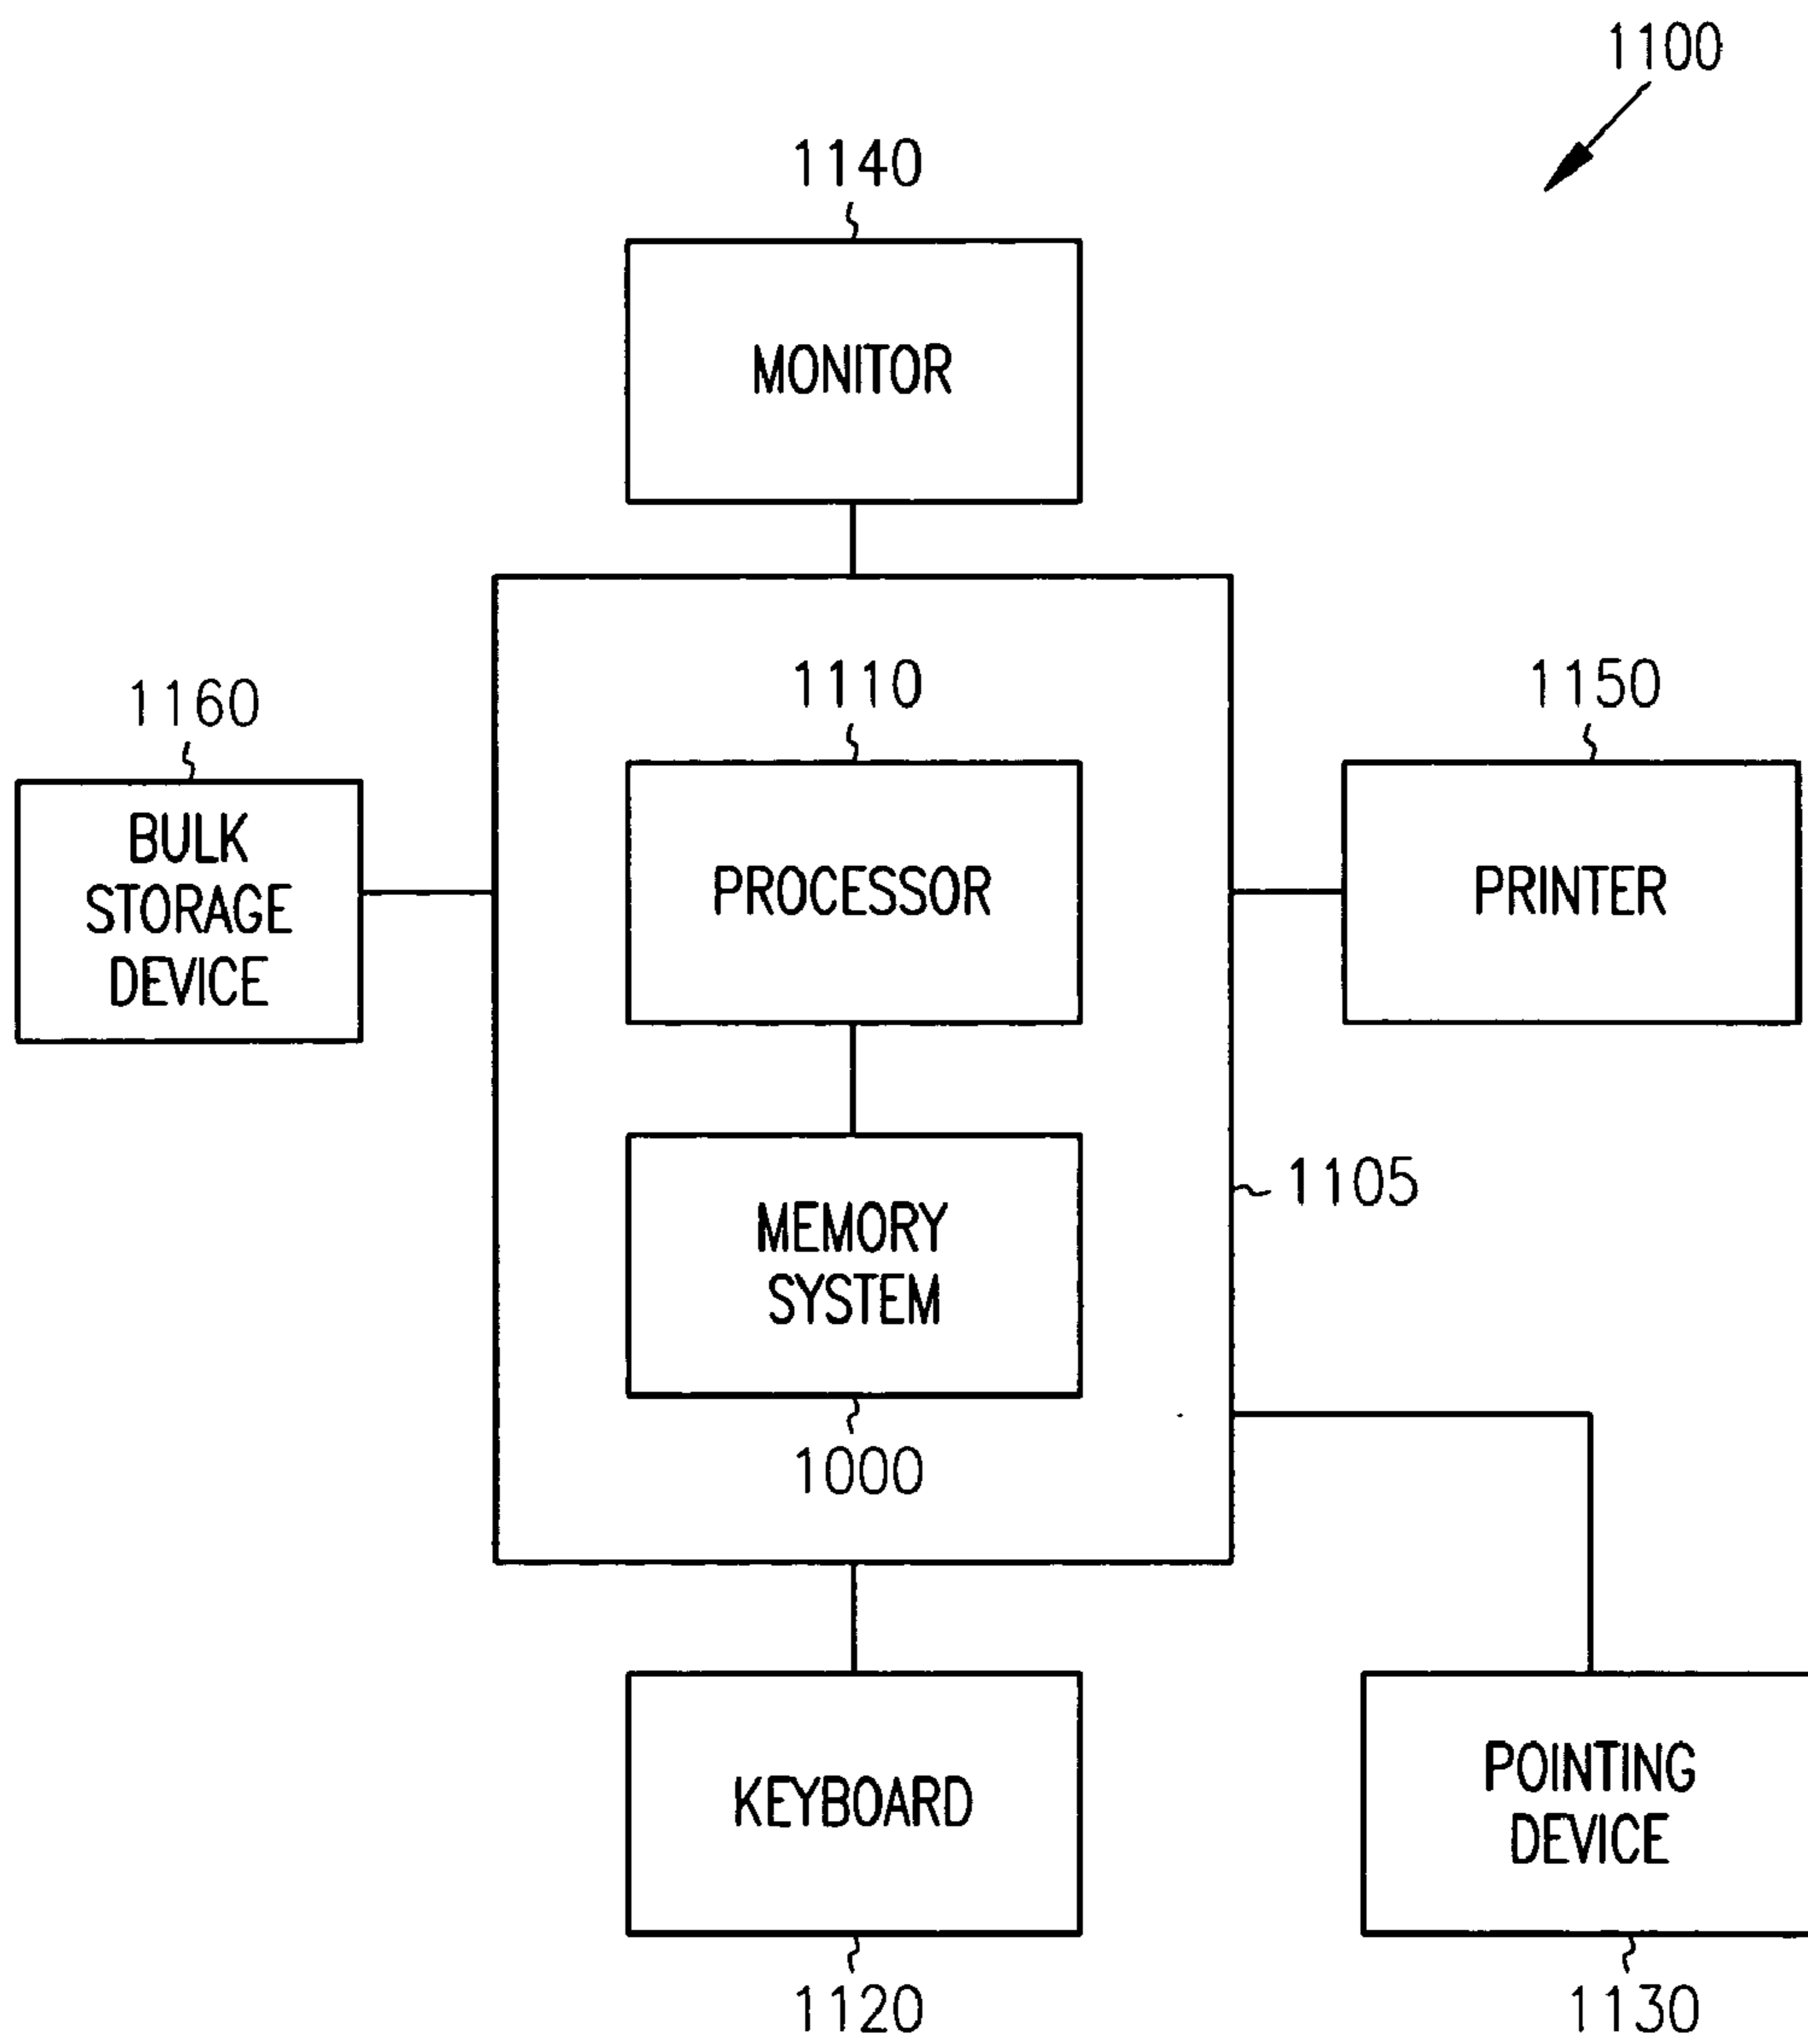 1100
1140
MONITOR
1160
BULK
STORAGE
DEVICE
1110
PROCESSOR
1150
PRINTER
MEMORY
SYSTEM
1000
1105
KEYBOARD
1120
POINTING
DEVICE
1130